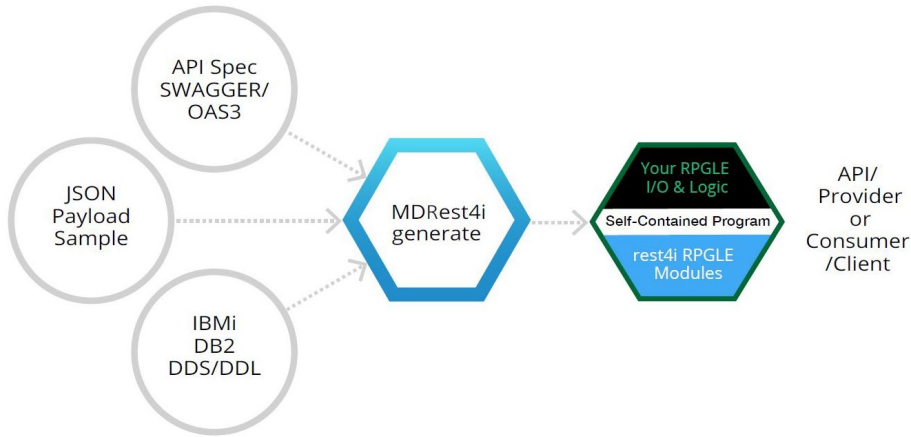 API Spec
SWAGGER/
OAS3
JSON
Payload
Sample
IBMi
DB2
DDS/DDL
MDRest4i
generate
Your RPGLE
I/O & Logic
Self-Contained Program
rest4i RPGLE
Modules
API/
Provider
or
Consumer
/Client